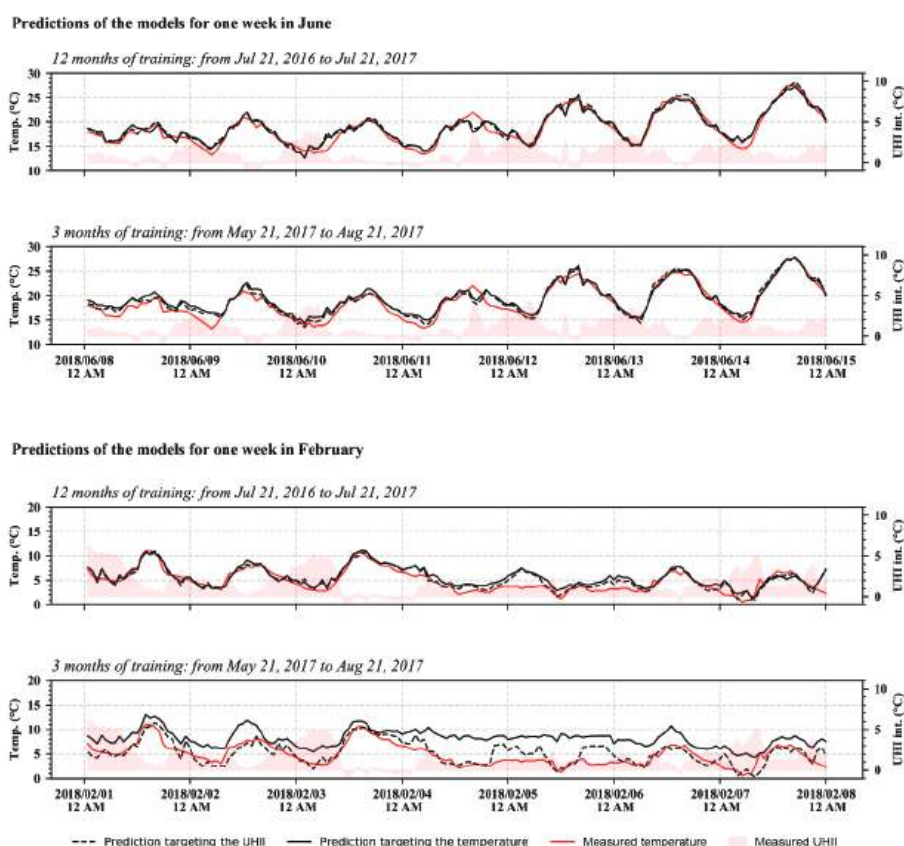 Predictions of the models for one week in June
12 months of training: from Jul 21, 2016 to Jul 21, 2017
30
25
20
15
10
Temp. (°C)
10
5
0
UHI int. (°C)
3 months of training: from May 21, 2017 to Aug 21, 2017
30
25
20
15
10
Temp. (°C)
10
5
0
UHI int. (°C)
2018/06/08 2018/06/09 2018/06/10 2018/06/11 2018/06/12 2018/06/13 2018/06/14 2018/06/15
12 AM 12 AM 12 AM 12 AM 12 AM 12 AM 12 AM 12 AM
Predictions of the models for one week in February
12 months of training: from Jul 21, 2016 to Jul 21, 2017
20
15
10
5
0
Temp. (°C)
10
5
0
UHI int. (°C)
3 months of training: from May 21, 2017 to Aug 21, 2017
20
15
10
5
0
Temp. (°C)
10
5
0
UHI int. (°C)
2018/02/01 2018/02/02 2018/02/03 2018/02/04 2018/02/05 2018/02/06 2018/02/07 2018/02/08
12 AM 12 AM 12 AM 12 AM 12 AM 12 AM 12 AM 12 AM
Prediction targeting the UHII Prediction targeting the temperature Measured temperature Measured UHII